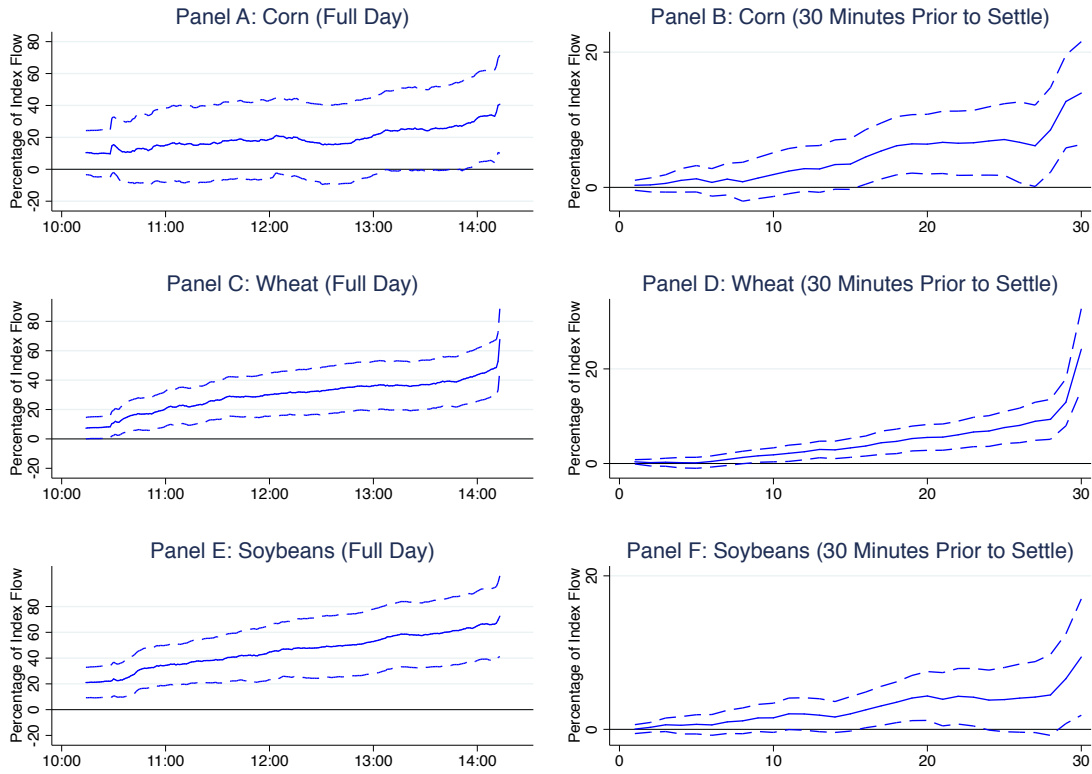 Panel A: Corn (Full Day)
Percentage of Index Flow
80
60
40
20
0
-20
10:00 11:00 12:00 13:00 14:00
Panel B: Corn (30 Minutes Prior to Settle)
Percentage of Index Flow
20
0
0 10 20 30
Panel C: Wheat (Full Day)
Percentage of Index Flow
80
60
40
20
0
-20
10:00 11:00 12:00 13:00 14:00
Panel D: Wheat (30 Minutes Prior to Settle)
Percentage of Index Flow
20
0
0 10 20 30
Panel E: Soybeans (Full Day)
Percentage of Index Flow
80
60
40
20
0
-20
10:00 11:00 12:00 13:00 14:00
Panel F: Soybeans (30 Minutes Prior to Settle)
Percentage of Index Flow
20
0
0 10 20 30